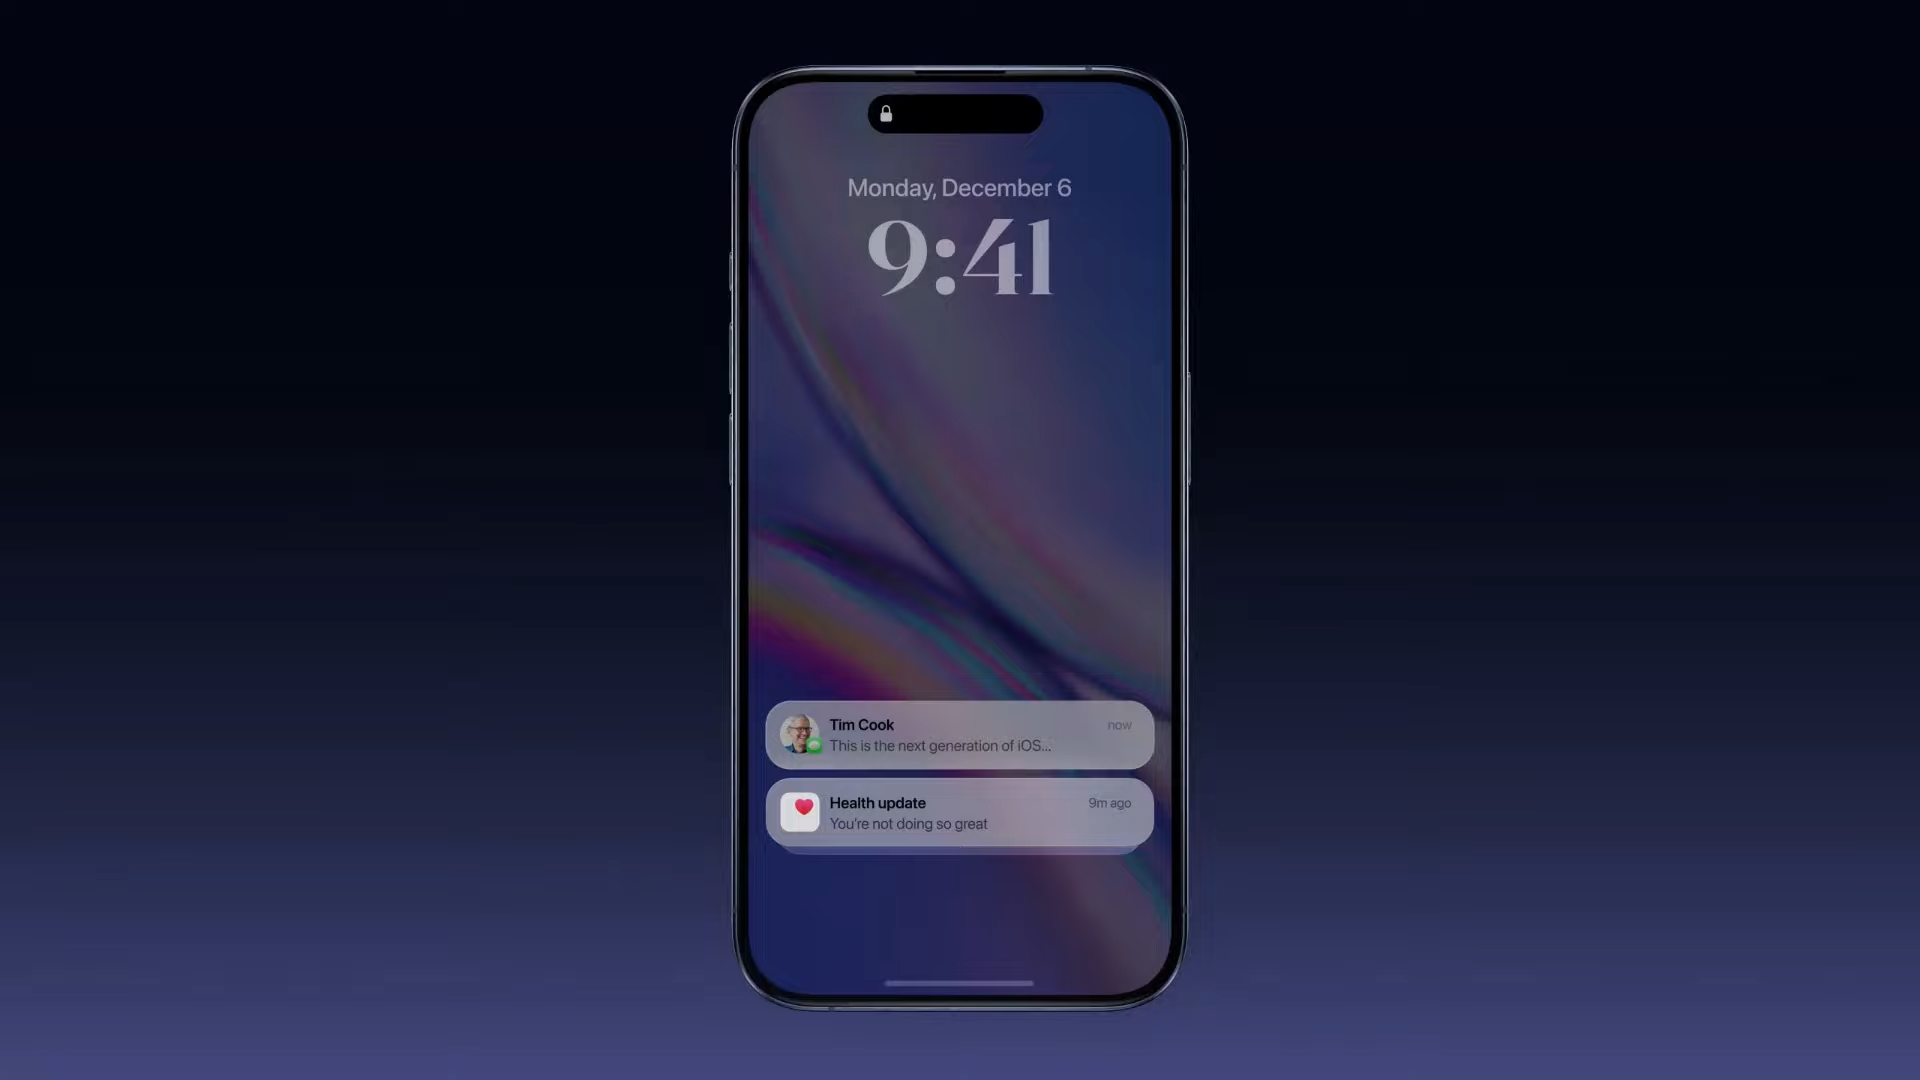 Monday, December 6
9:41
Tim Cook
now
This is the next generation of iOS...
Health update
9m ago
You're not doing so great